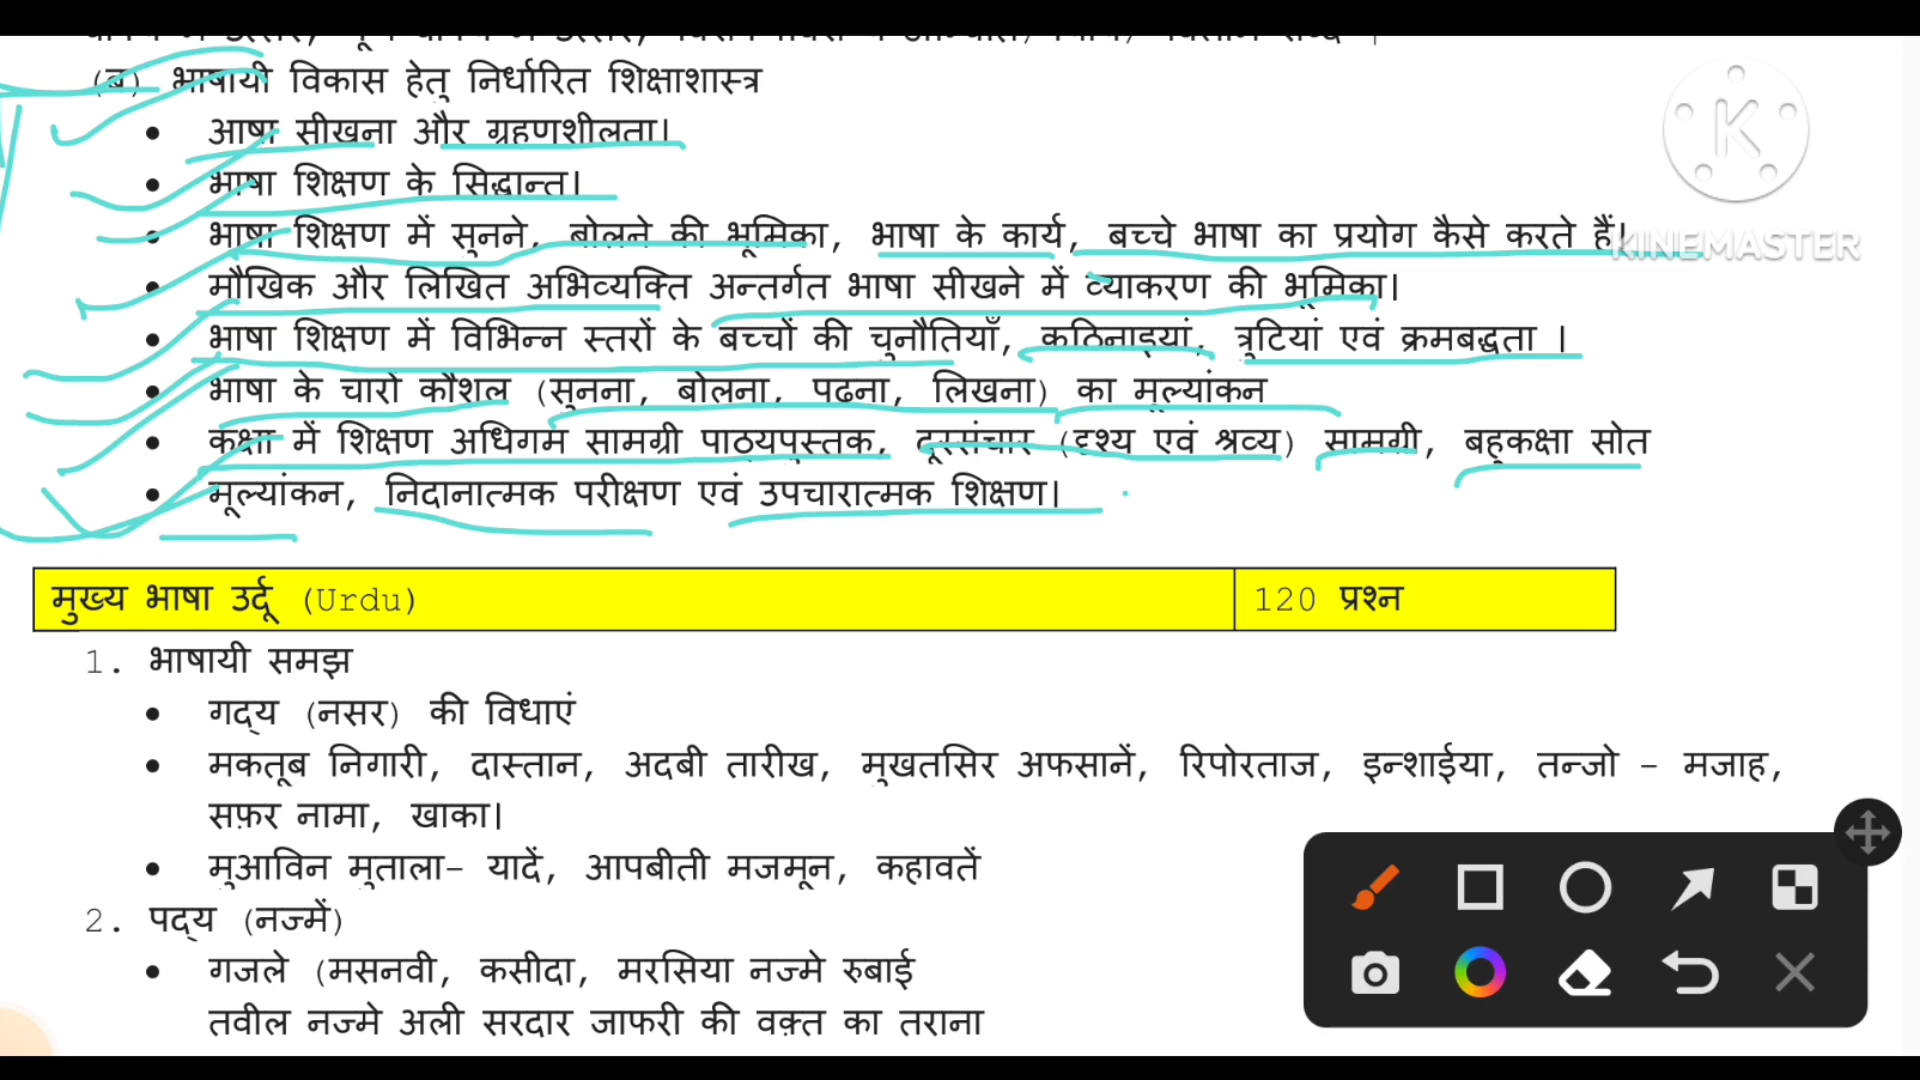 (ब) भाषायी विकास हेतु निर्धारित शिक्षाशास्त्र
• आषा सीखना और ग्रहणशीलता।
• भाषा शिक्षण के सिद्धान्त।
• भाषा शिक्षण में सुनने, बोलने की भूमिका, भाषा के कार्य, बच्चे भाषा का प्रयोग कैसे करते हैं।
• मौखिक और लिखित अभिव्यक्ति अन्तर्गत भाषा सीखने में व्याकरण की भूमिका।
• भाषा शिक्षण में विभिन्न स्तरों के बच्चों की चुनौतियाँ, कठिनाइयां, त्रुटियां एवं क्रमबद्धता ।
• भाषा के चारो कौशल (सुनना, बोलना, पढना, लिखना) का मूल्यांकन
• कक्षा में शिक्षण अधिगम सामग्री पाठ्यपुस्तक, दूरसंचार (दृश्य एवं श्रव्य) सामग्री, बहुकक्षा सोत
• मूल्यांकन, निदानात्मक परीक्षण एवं उपचारात्मक शिक्षण।
मुख्य भाषा उर्दू (Urdu) 120 प्रश्न
1. भाषायी समझ
• गद्य (नसर) की विधाएं
• मकतूब निगारी, दास्तान, अदबी तारीख, मुखतसिर अफसानें, रिपोरताज, इन्शाईया, तन्जो - मजाह,
सफ़र नामा, खाका।
• मुआविन मुताला- यादें, आपबीती मजमून, कहावतें
2. पद्य (नज्में)
• गजले (मसनवी, कसीदा, मरसिया नज्मे रुबाई
तवील नज्मे अली सरदार जाफरी की वक़्त का तराना
K
KINEMASTER